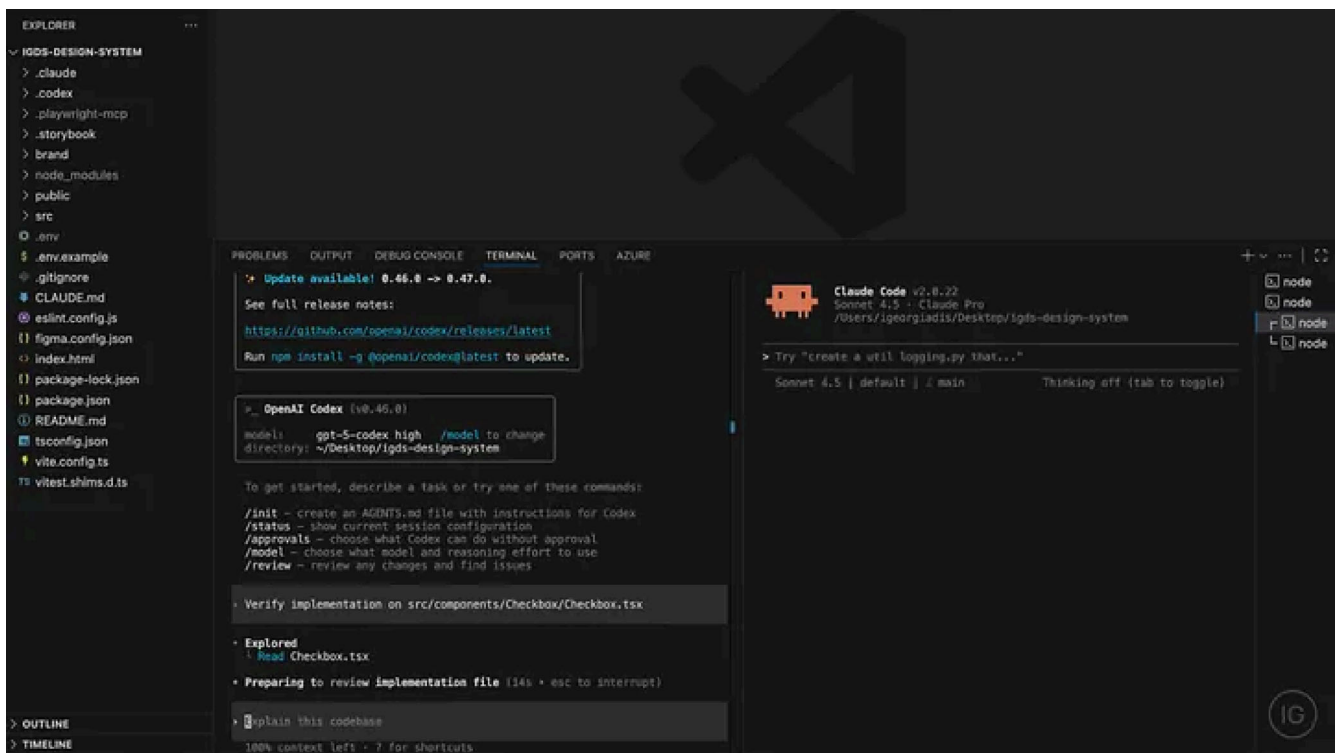 EXPLORER
IGDS-DESIGN-SYSTEM
.claude
.codex
.playwright-mcp
.storybook
brand
node_modules
public
src
.env
$ .env.example
.gitignore
CLAUDE.md
eslint.config.js
figma.config.json
index.html
package-lock.json
package.json
README.md
tsconfig.json
vite.config.ts
vitest.shims.d.ts
OUTLINE
TIMELINE
PROBLEMS OUTPUT DEBUG CONSOLE TERMINAL PORTS AZURE
Update available! 0.46.0 -> 0.47.0.
See full release notes:
https://github.com/openai/codex/releases/latest
Run npm install -g @openai/codex@latest to update.
>_ OpenAI Codex (v0.46.0)
model: gpt-5-codex high /model to change
directory: ~/Desktop/igds-design-system
To get started, describe a task or try one of these commands:
/init - create an AGENTS.md file with instructions for Codex
/status - show current session configuration
/approvals - choose what Codex can do without approval
/model - choose what model and reasoning effort to use
/review - review any changes and find issues
› Verify implementation on src/components/Checkbox/Checkbox.tsx
• Explored
└ Read Checkbox.tsx
• Preparing to review implementation file (14s • esc to interrupt)
› Explain this codebase
100% context left · ? for shortcuts
Claude Code v2.0.22
Sonnet 4.5 · Claude Pro
/Users/igeorgiadis/Desktop/igds-design-system
> Try "create a util logging.py that..."
Sonnet 4.5 | default | main Thinking off (tab to toggle)
node
node
node
node
IG